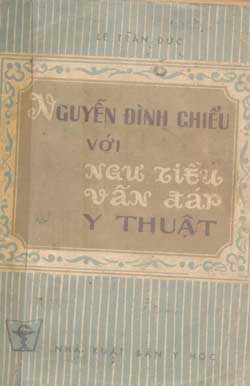 LÊ TRẦN ĐỨC
NGUYỄN ĐÌNH CHIỂU
VỚI
NGƯ TIỀU
VẤN ĐÁP
Y THUẬT
NHÀ XUẤT BẢN Y HỌC